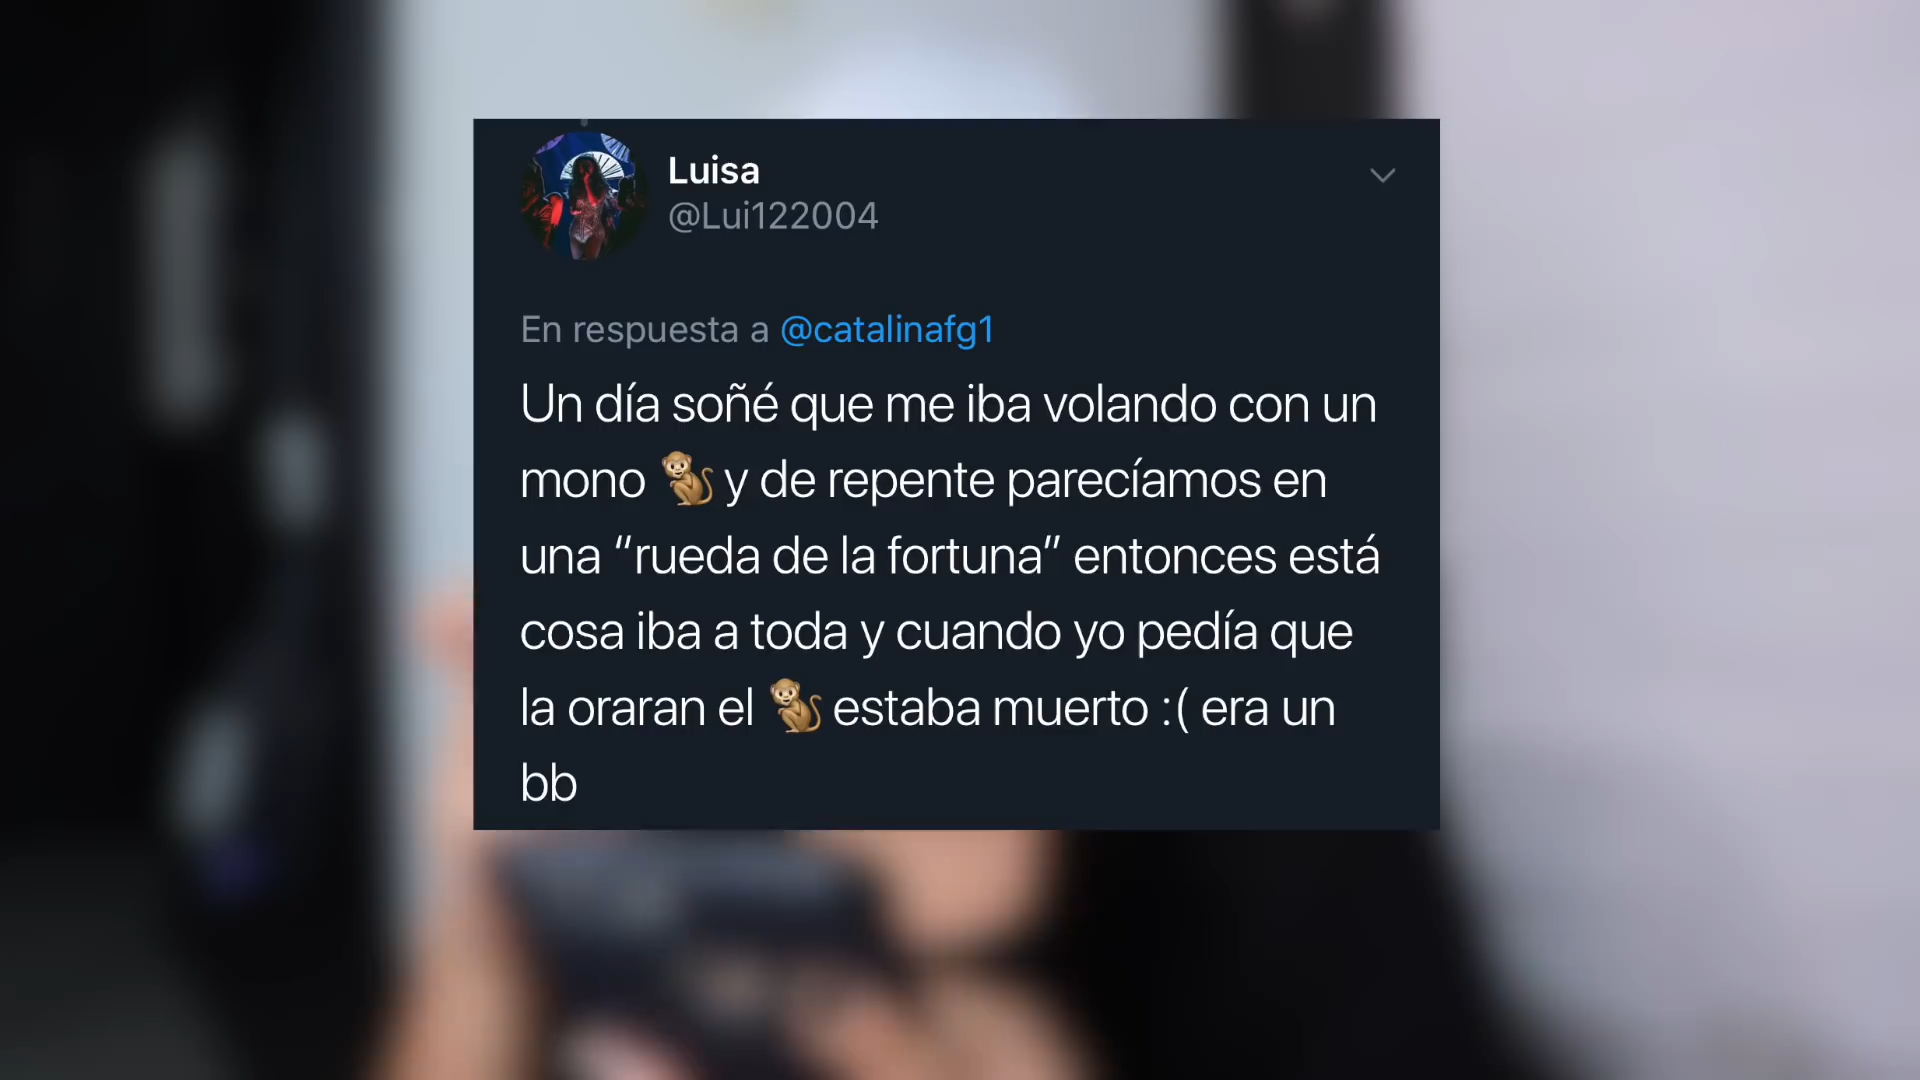 Luisa
@Lui122004
En respuesta a @catalinafg1
Un día soñé que me iba volando con un
mono 🐒 y de repente parecíamos en
una “rueda de la fortuna” entonces está
cosa iba a toda y cuando yo pedía que
la oraran el 🐒 estaba muerto :( era un
bb